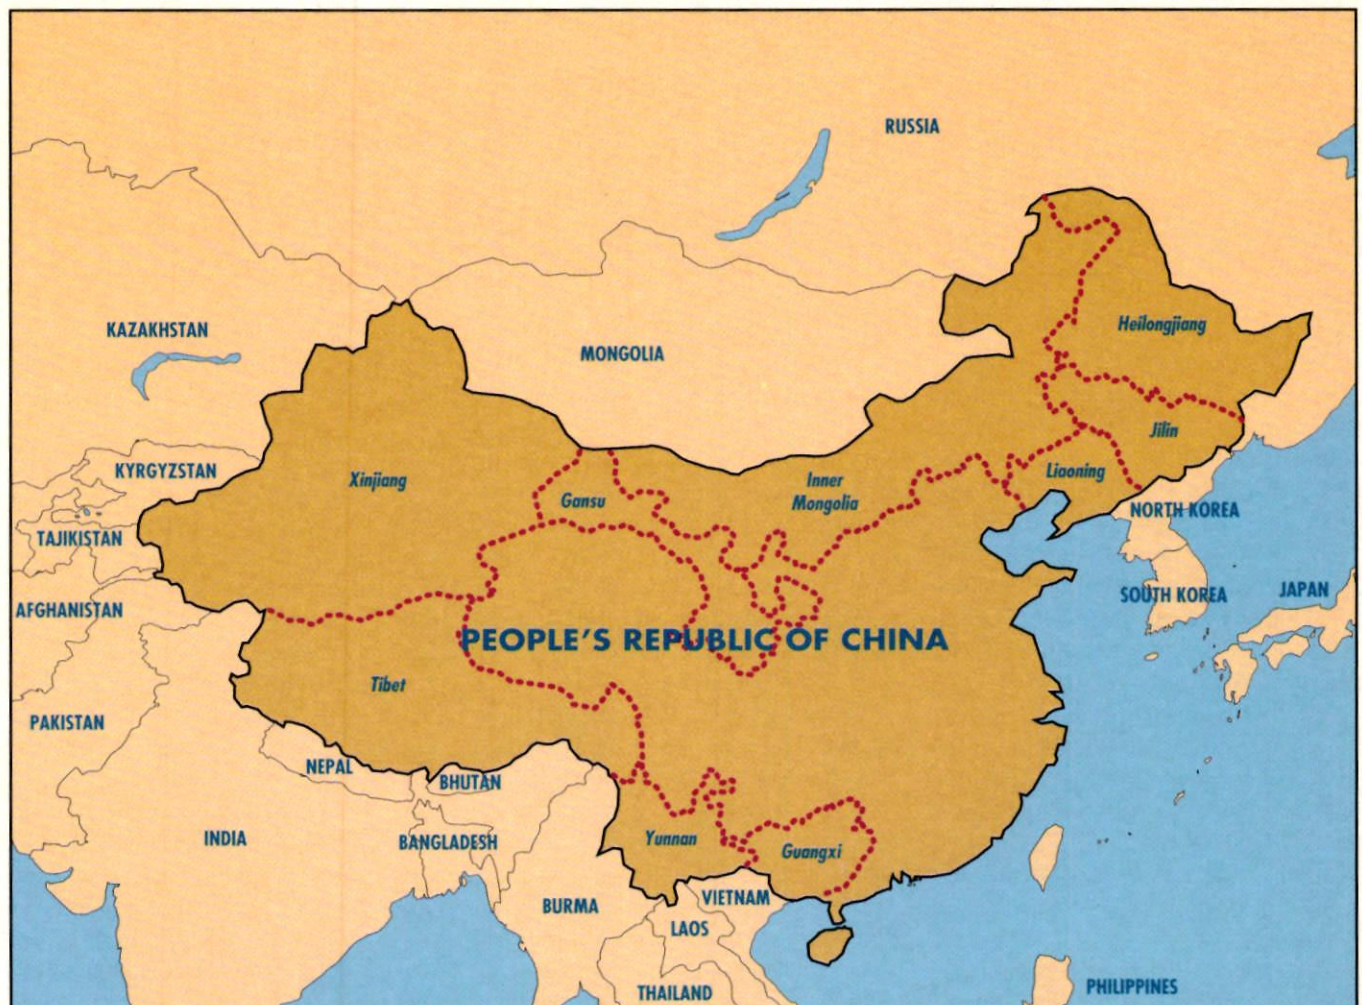 RUSSIA
Heilongjiang
KAZAKHSTAN
MONGOLIA
Jilin
KYRGYZSTAN
Xinjiang
Gansu
Inner
Mongolia
Liaoning
NORTH KOREA
TAJIKISTAN
AFGHANISTAN
SOUTH KOREA
JAPAN
PEOPLE'S REPUBLIC OF CHINA
Tibet
PAKISTAN
NEPAL
BHUTAN
INDIA
BANGLADESH
Yunnan
Guangxi
BURMA
VIETNAM
LAOS
THAILAND
PHILIPPINES